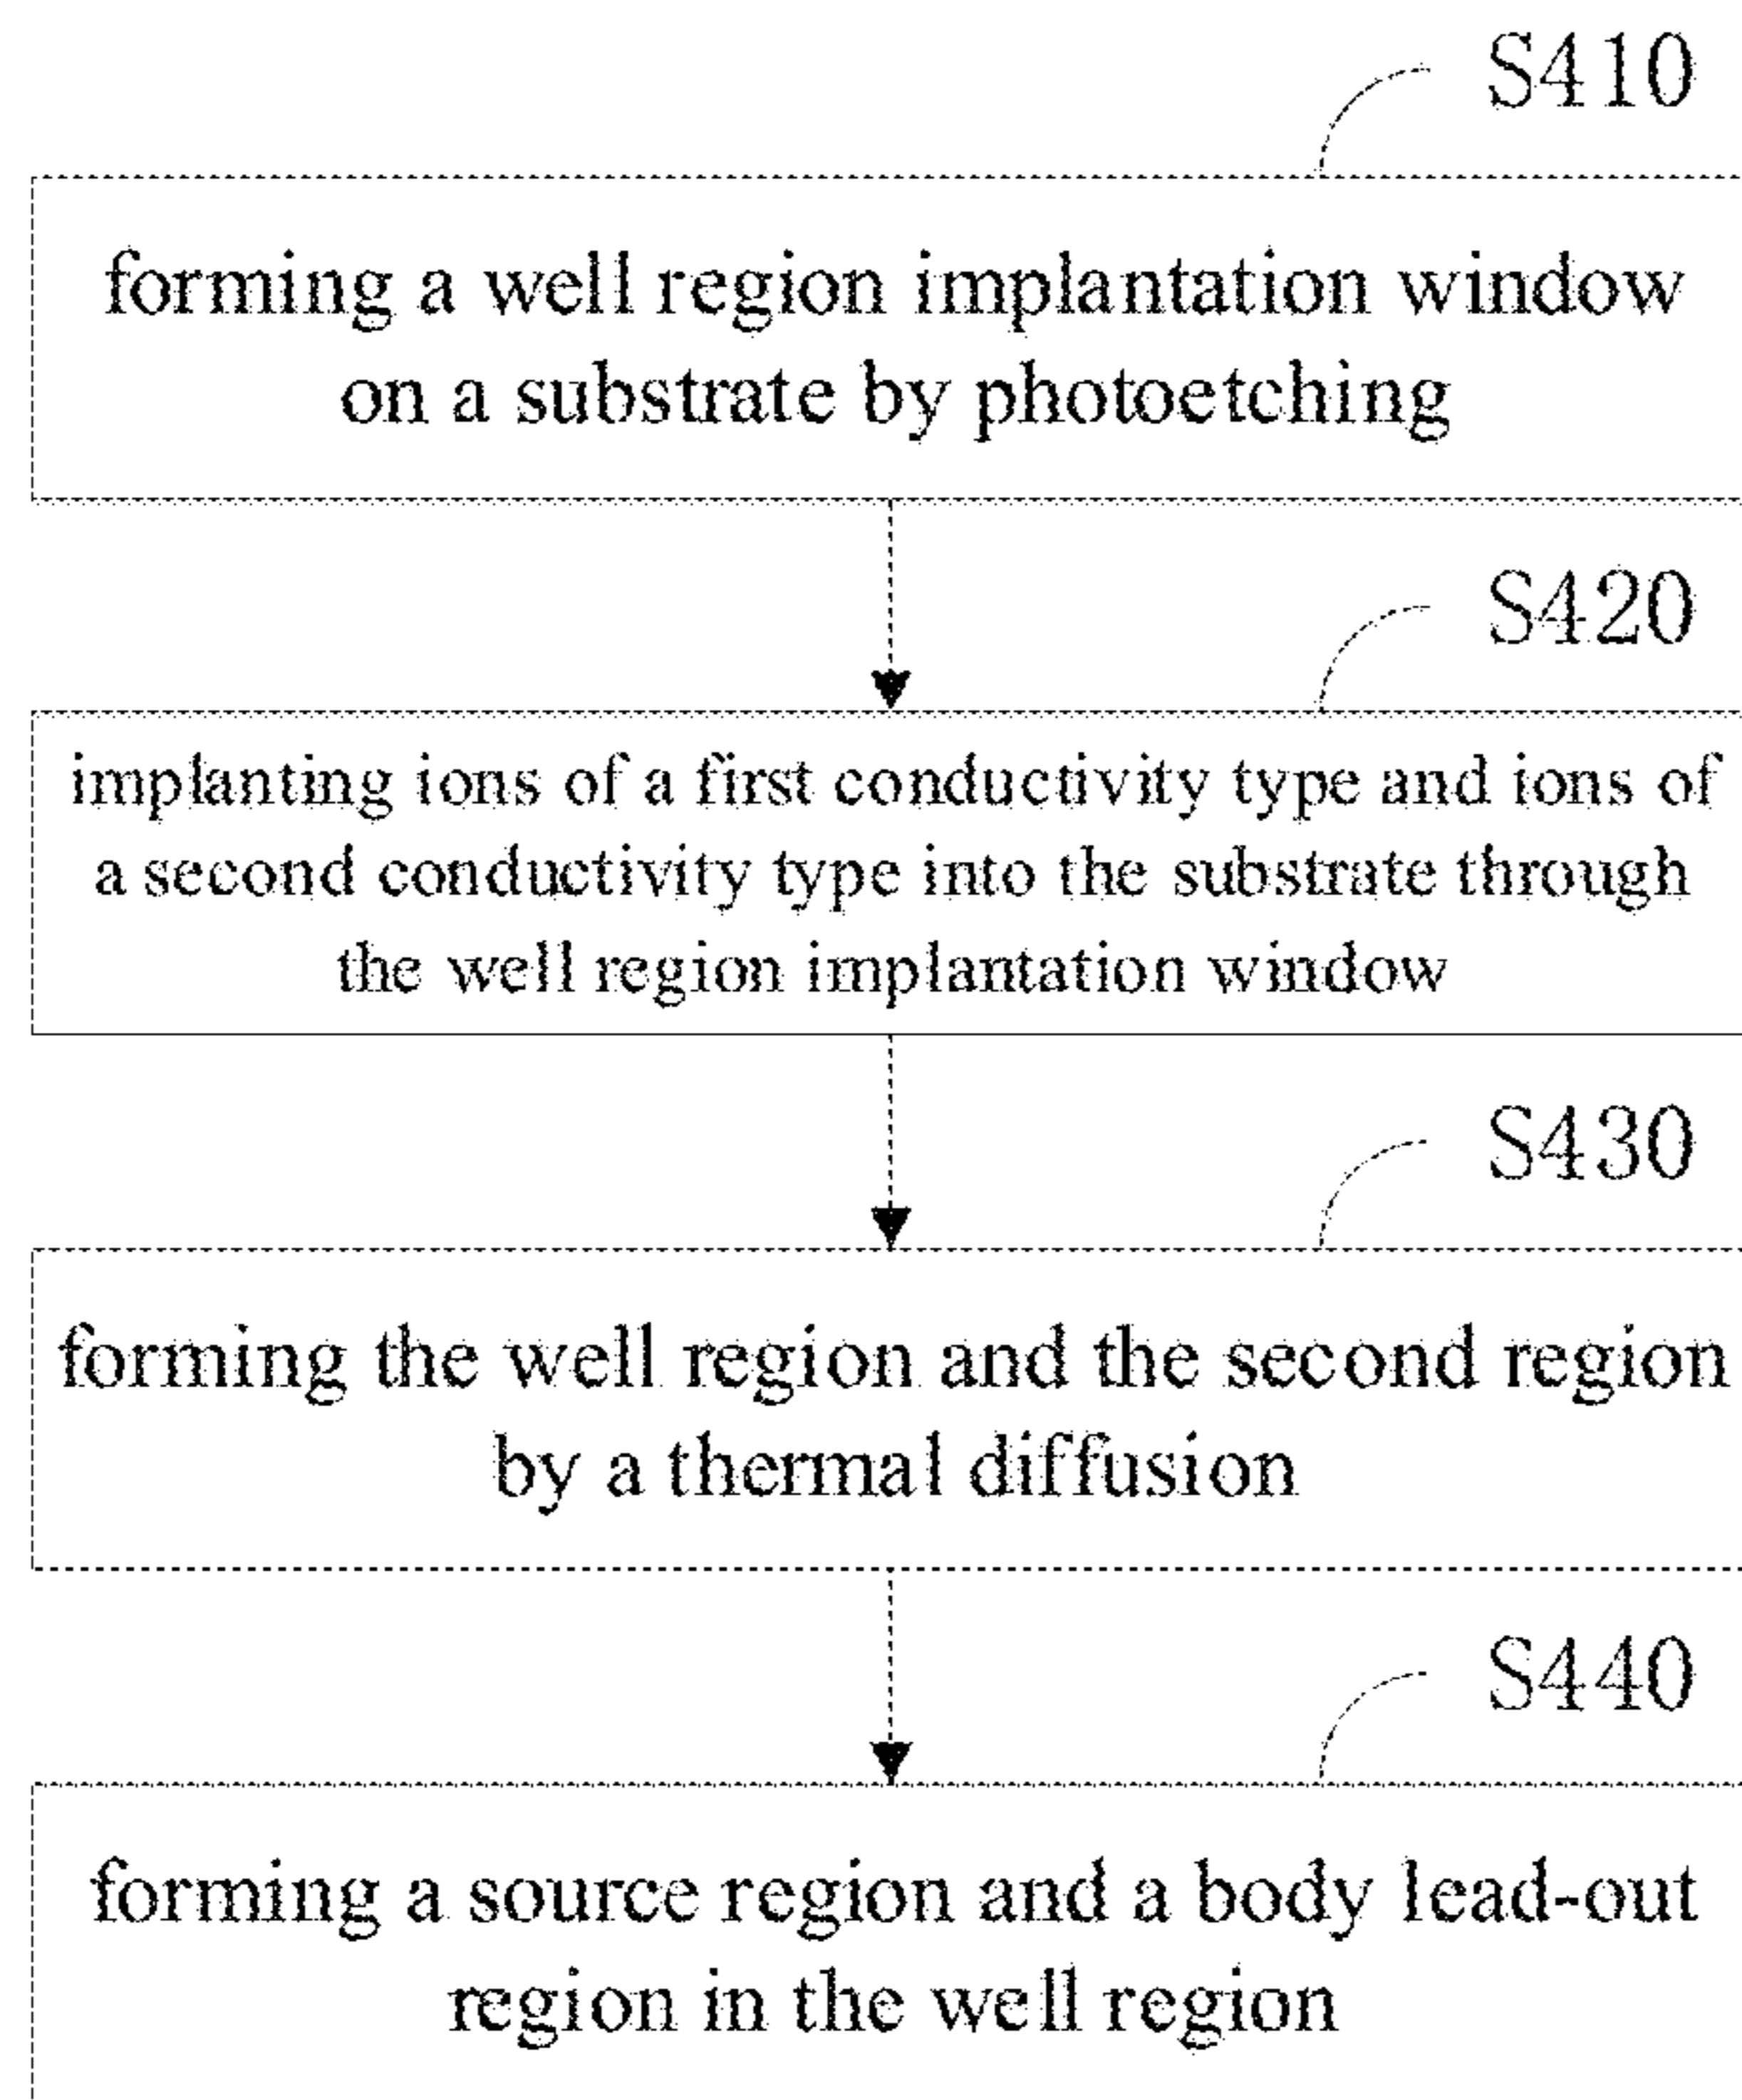 S410
forming a well region implantation window
on a substrate by photoetching
S420
implanting ions of a first conductivity type and ions of
a second conductivity type into the substrate through
the well region implantation window
S430
forming the well region and the second region
by a thermal diffusion
S440
forming a source region and a body lead-out
region in the well region